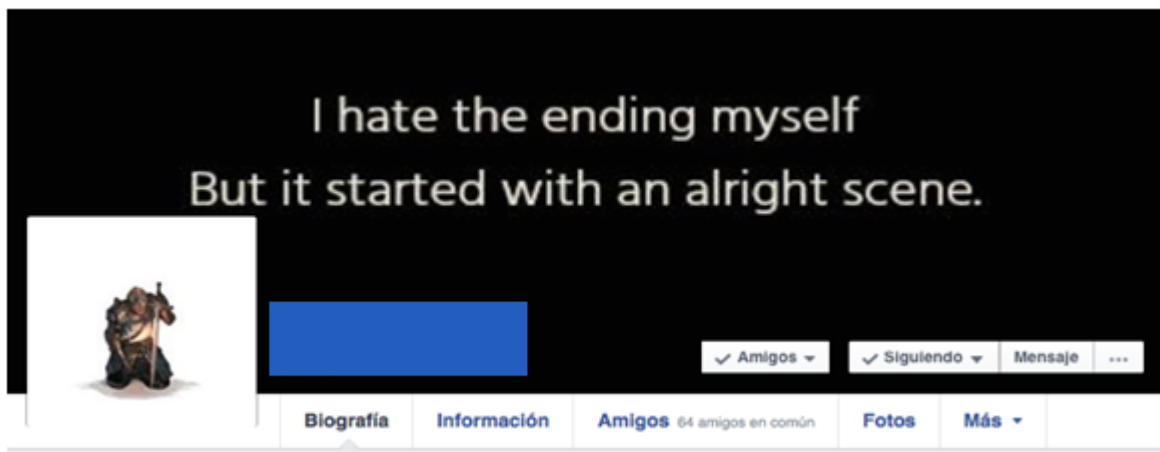 I hate the ending myself
But it started with an alright scene.
Amigos
Siguiendo
Mensaje
...
Biografía
Información
Amigos 64 amigos en común
Fotos
Más